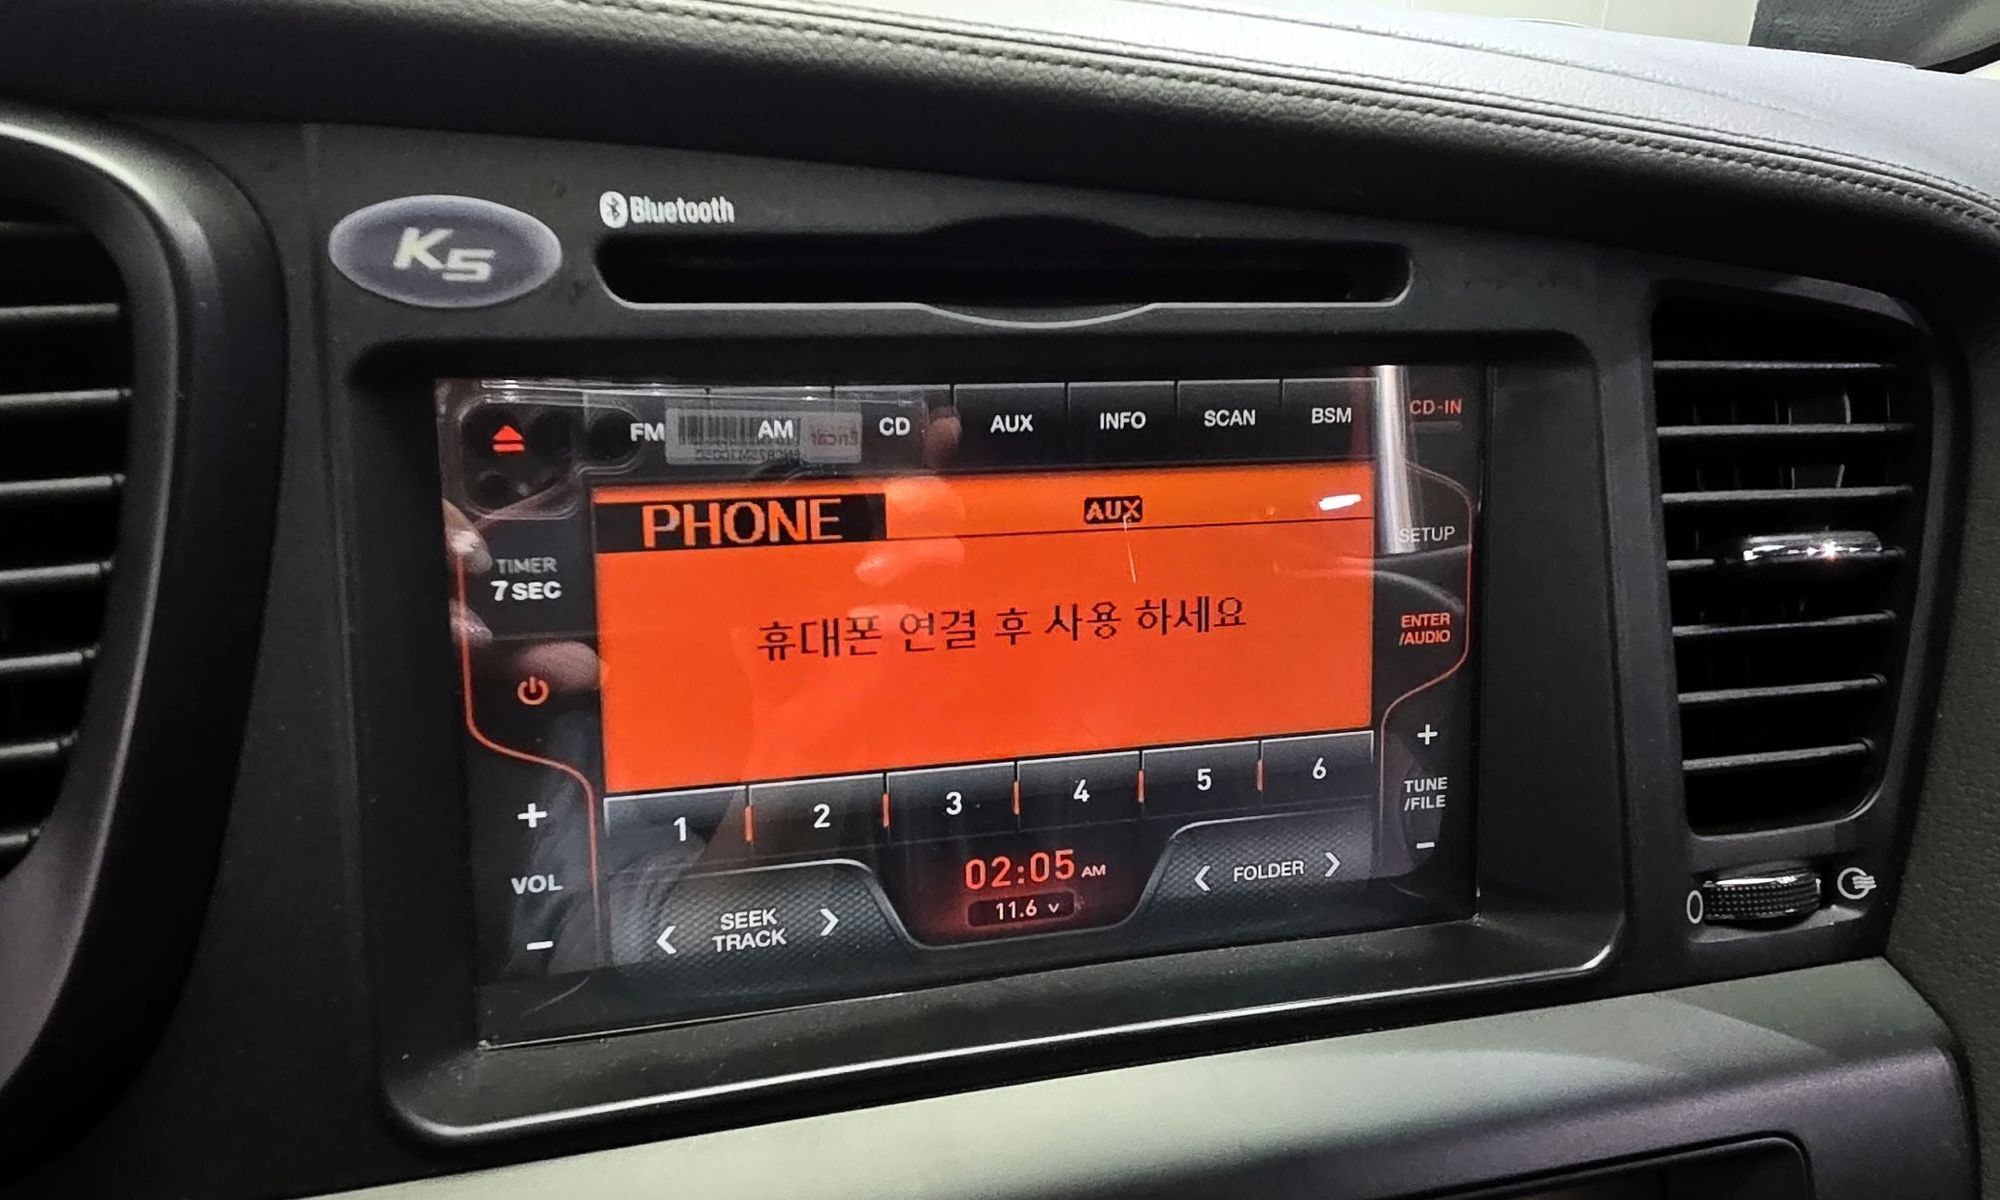 Bluetooth
K5
FM AM CD AUX INFO SCAN BSM CD-IN
PHONE AUX
SETUP
TIMER
7 SEC
휴대폰 연결 후 사용 하세요
ENTER
/AUDIO
+
TUNE
/FILE
-
1 2 3 4 5 6
+
VOL
-
02:05 AM
11.6 v
< SEEK TRACK >
< FOLDER >
0